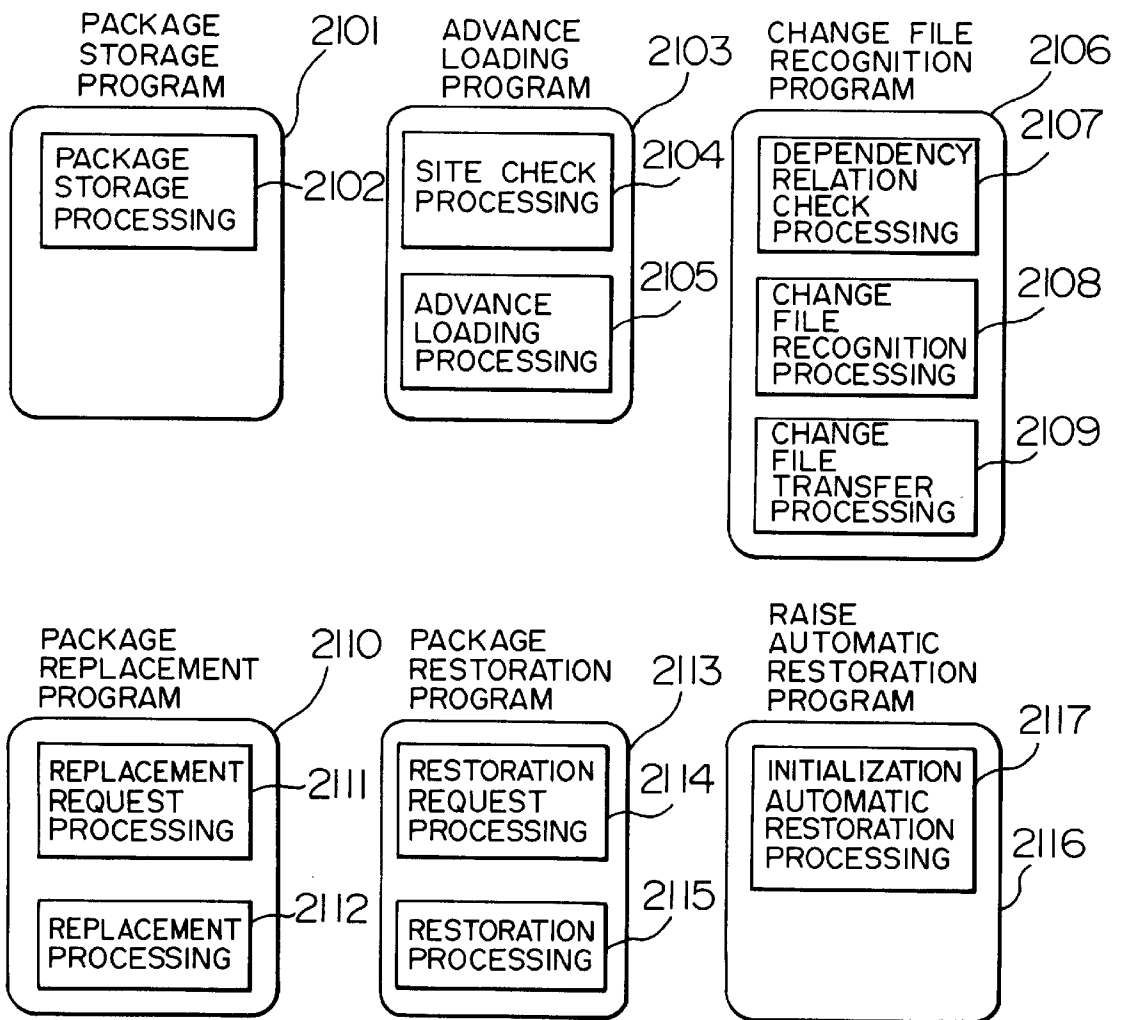 PACKAGE
STORAGE
PROGRAM
2101
PACKAGE
STORAGE
PROCESSING
2102
ADVANCE
LOADING
PROGRAM
2103
SITE CHECK
PROCESSING
2104
ADVANCE
LOADING
PROCESSING
2105
CHANGE FILE
RECOGNITION
PROGRAM
2106
DEPENDENCY
RELATION
CHECK
PROCESSING
2107
CHANGE
FILE
RECOGNITION
PROCESSING
2108
CHANGE
FILE
TRANSFER
PROCESSING
2109
PACKAGE
REPLACEMENT
PROGRAM
2110
REPLACEMENT
REQUEST
PROCESSING
2111
REPLACEMENT
PROCESSING
2112
PACKAGE
RESTORATION
PROGRAM
2113
RESTORATION
REQUEST
PROCESSING
2114
RESTORATION
PROCESSING
2115
RAISE
AUTOMATIC
RESTORATION
PROGRAM
2117
INITIALIZATION
AUTOMATIC
RESTORATION
PROCESSING
2116